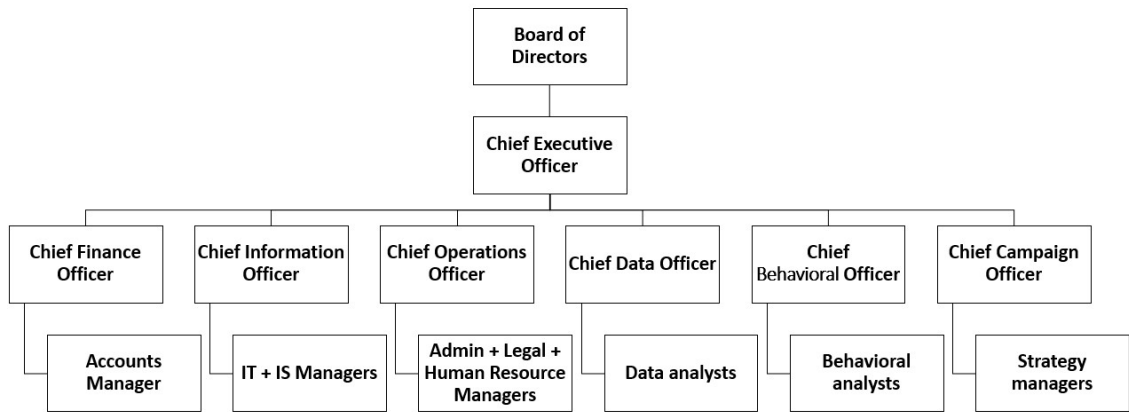 Board of
Directors
Chief Executive
Officer
Chief Finance
Officer
Chief Information
Officer
Chief Operations
Officer
Chief Data Officer
Chief
Behavioral Officer
Chief Campaign
Officer
Accounts
Manager
IT + IS Managers
Admin + Legal +
Human Resource
Managers
Data analysts
Behavioral
analysts
Strategy
managers